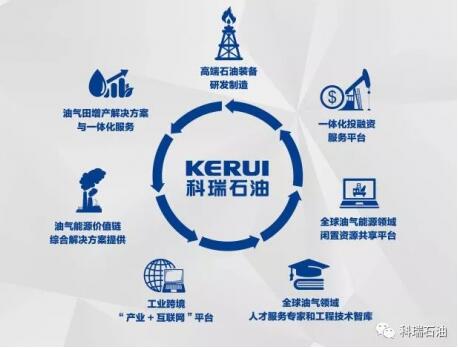 高端石油装备
研发制造
油气田增产解决方案
与一体化服务
$
一体化投融资
服务平台
KERUI
科瑞石油
油气能源价值链
综合解决方案提供
全球油气能源领域
闲置资源共享平台
工业跨境
“产业 + 互联网”平台
全球油气领域
人才服务专家和工程技术智库
科瑞石油